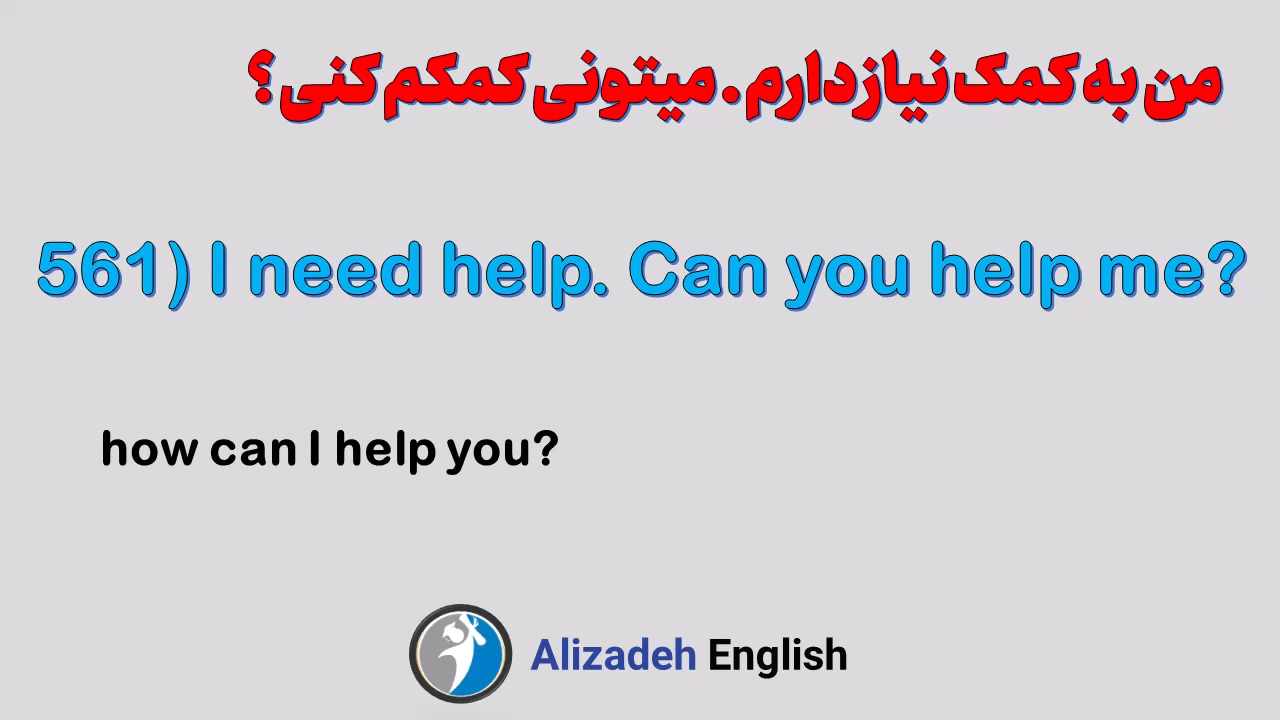 من به کمک نیاز دارم. میتونی کمکم کنی؟
561) I need help. Can you help me?
how can I help you?
Alizadeh English